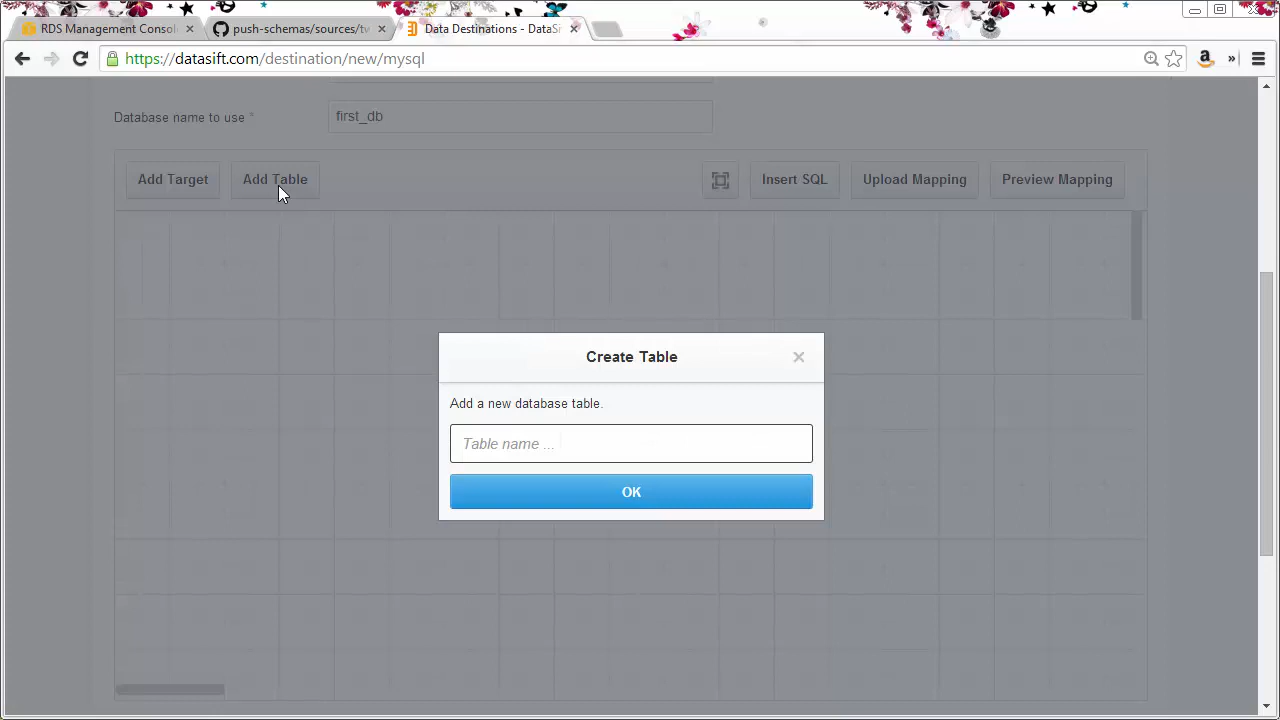 RDS Management Consol
push-schemas/sources/tw
Data Destinations - DataSi
https://datasift.com/destination/new/mysql
Database name to use *
first_db
Add Target
Add Table
Insert SQL
Upload Mapping
Preview Mapping
Create Table
Add a new database table.
Table name ...
OK